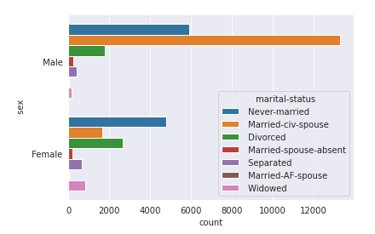 Male
Female
sex
marital-status
Never-married
Married-civ-spouse
Divorced
Married-spouse-absent
Separated
Married-AF-spouse
Widowed
0 2000 4000 6000 8000 10000 12000
count